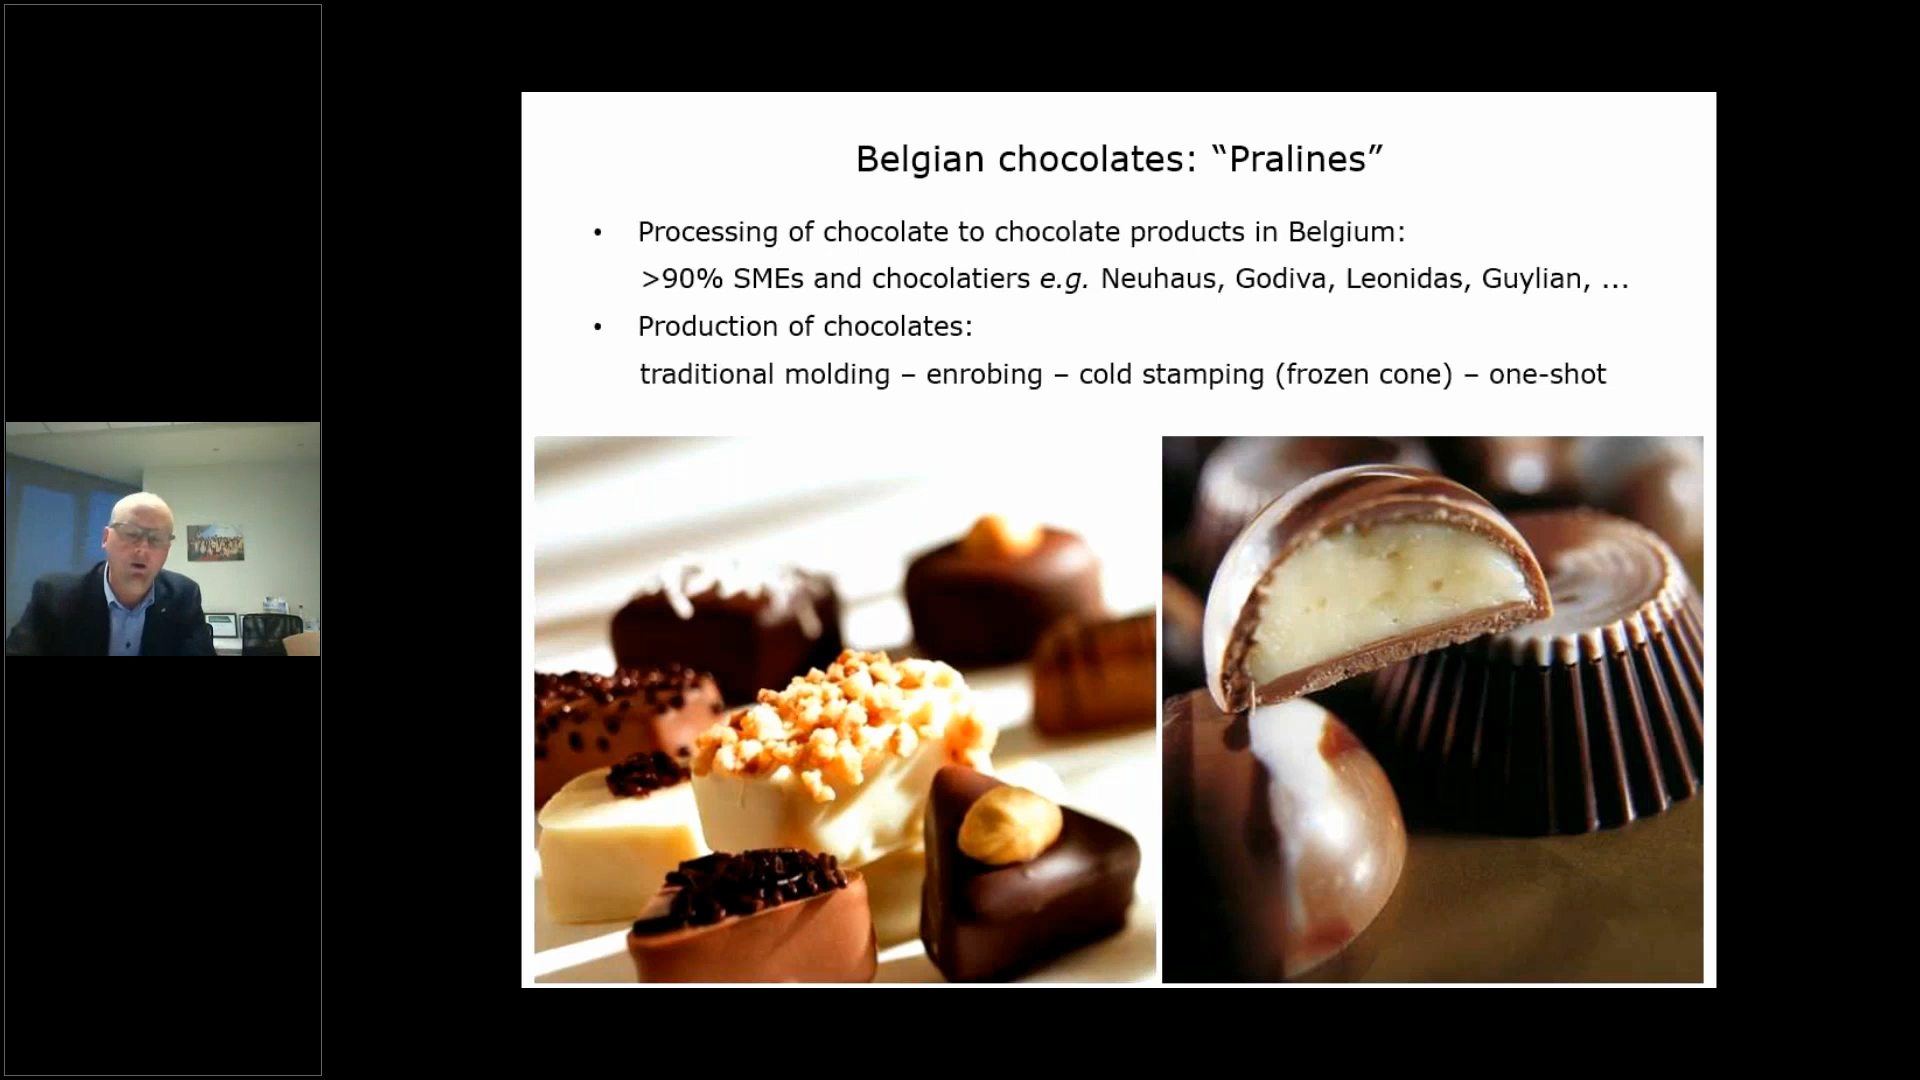 Belgian chocolates: “Pralines”
• Processing of chocolate to chocolate products in Belgium:
>90% SMEs and chocolatiers e.g. Neuhaus, Godiva, Leonidas, Guylian, ...
• Production of chocolates:
traditional molding – enrobing – cold stamping (frozen cone) – one-shot